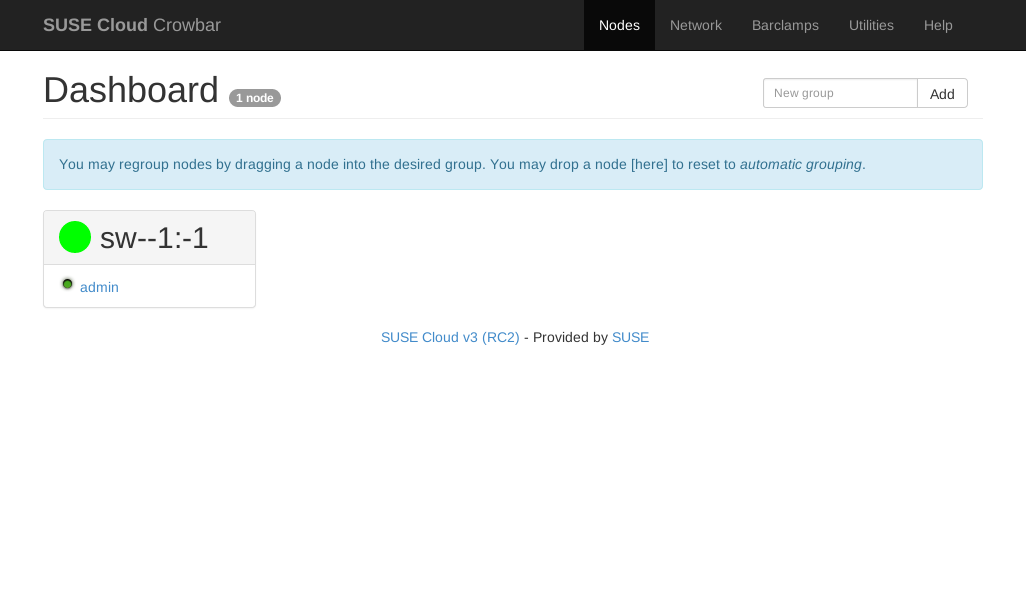 SUSE Cloud Crowbar Nodes Network Barclamps Utilities Help
Dashboard 1 node New group Add
You may regroup nodes by dragging a node into the desired group. You may drop a node [here] to reset to automatic grouping.
sw--1:-1
admin
SUSE Cloud v3 (RC2) - Provided by SUSE